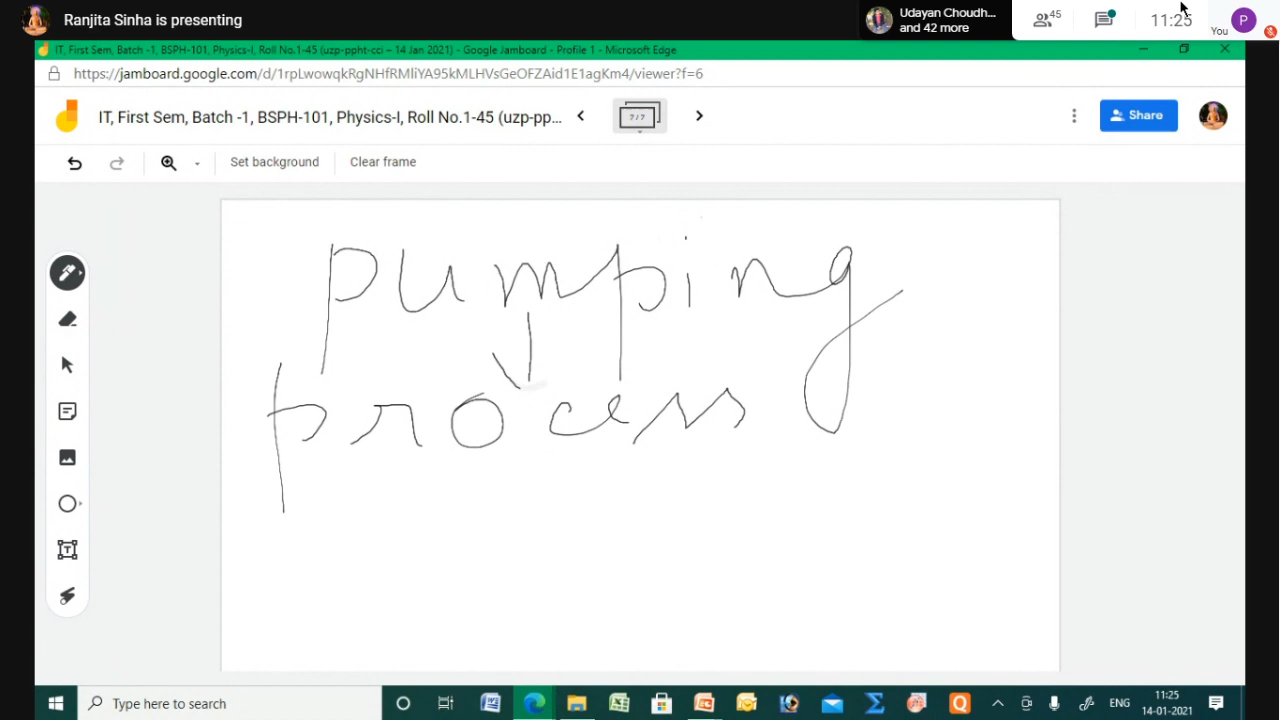 Ranjita Sinha is presenting
Udayan Choudh...
and 42 more
45
11:25
You
P
IT, First Sem, Batch -1, BSPH-101, Physics-I, Roll No.1-45 (uzp-ppht-cci – 14 Jan 2021) - Google Jamboard - Profile 1 - Microsoft Edge
https://jamboard.google.com/d/1rpLwowqkRgNHfRMliYA95kMLHVsGeOFZAid1E1agKm4/viewer?f=6
IT, First Sem, Batch -1, BSPH-101, Physics-I, Roll No.1-45 (uzp-pp...
7 / 7
Share
Set background
Clear frame
pumping
process
Type here to search
ENG
11:25
14-01-2021